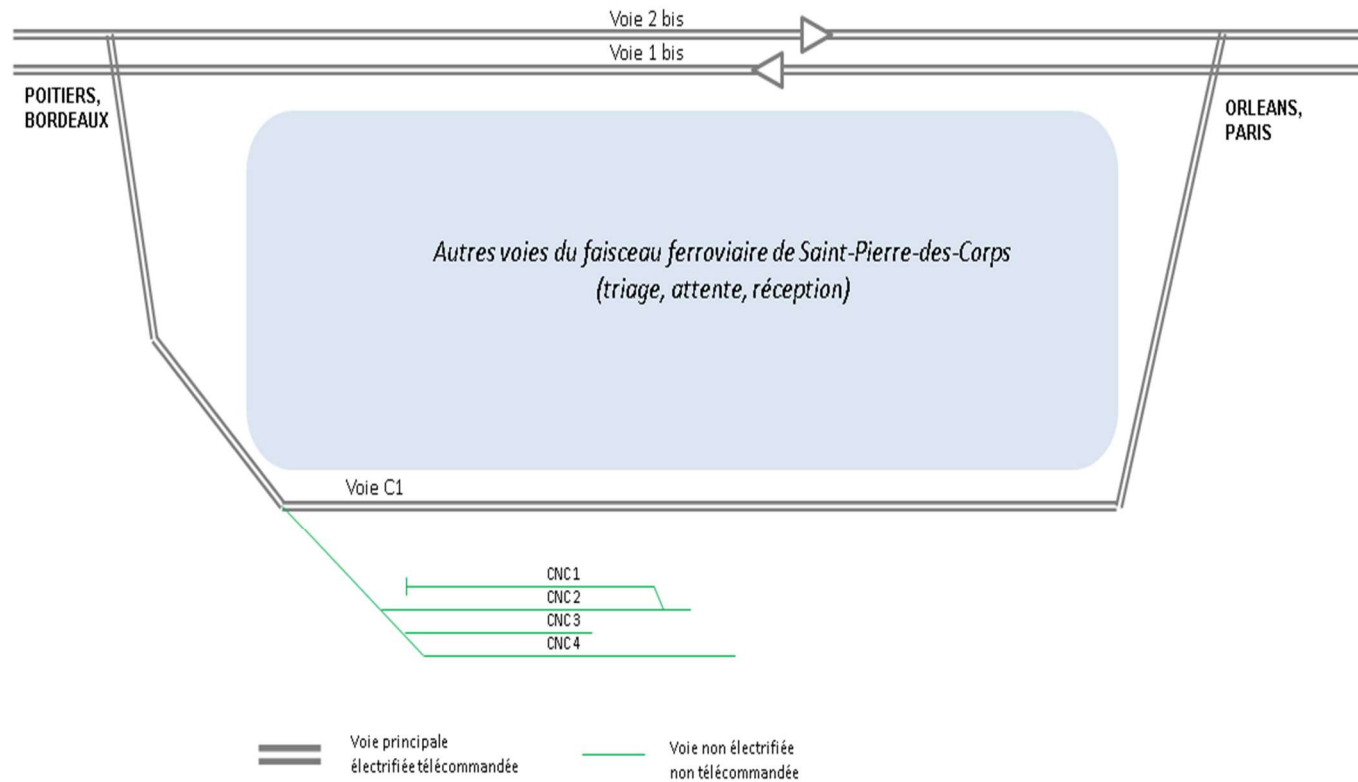 Voie 2 bis
Voie 1 bis
POITIERS,
BORDEAUX
ORLEANS,
PARIS
Autres voies du faisceau ferroviaire de Saint-Pierre-des-Corps
(triage, attente, réception)
Voie C1
CNC 1
CNC 2
CNC 3
CNC 4
Voie principale
électrifiée télécommandée
Voie non électrifiée
non télécommandée